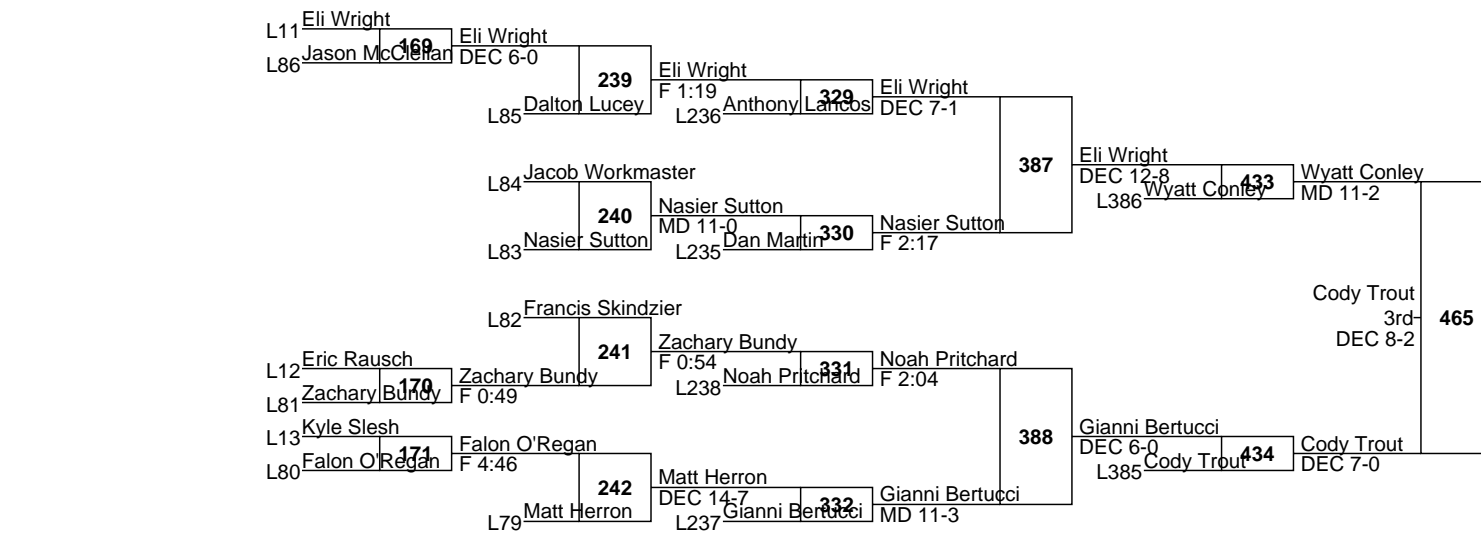 L11 Eli Wright
169
L86 Jason McClellan
Eli Wright
DEC 6-0
239
L85 Dalton Lucey
Eli Wright
F 1:19
329
L236 Anthony Lancos
Eli Wright
DEC 7-1
L84 Jacob Workmaster
240
L83 Nasier Sutton
Nasier Sutton
MD 11-0
330
L235 Dan Martin
Nasier Sutton
F 2:17
387
Eli Wright
DEC 12-8
433
L386 Wyatt Conley
Wyatt Conley
MD 11-2
L82 Francis Skindzier
241
L12 Eric Rausch
170
L81 Zachary Bundy
Zachary Bundy
F 0:49
Zachary Bundy
F 0:54
331
L238 Noah Pritchard
Noah Pritchard
F 2:04
L13 Kyle Slesh
171
L80 Falon O'Regan
Falon O'Regan
F 4:46
242
L79 Matt Herron
Matt Herron
DEC 14-7
332
L237 Gianni Bertucci
Gianni Bertucci
MD 11-3
388
Gianni Bertucci
DEC 6-0
434
L385 Cody Trout
Cody Trout
DEC 7-0
Cody Trout
3rd
DEC 8-2
465